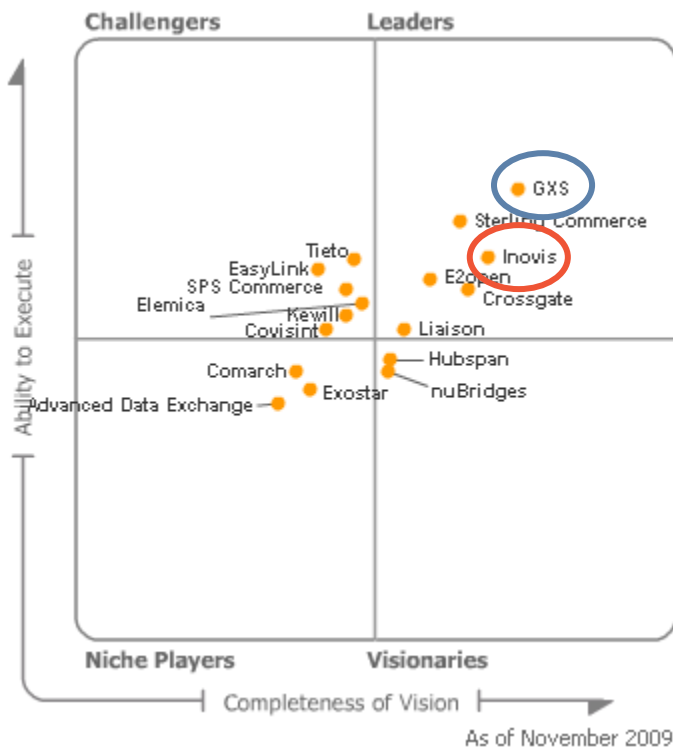 Challengers
Leaders
GXS
Sterling Commerce
Tieto
Inovis
EasyLink
E2open
SPS Commerce
Crossgate
Elemica
Kewill
Covisint
Liaison
Hubspan
Comarch
nuBridges
Exostar
Advanced Data Exchange
Ability to Execute
Niche Players
Visionaries
Completeness of Vision
As of November 2009